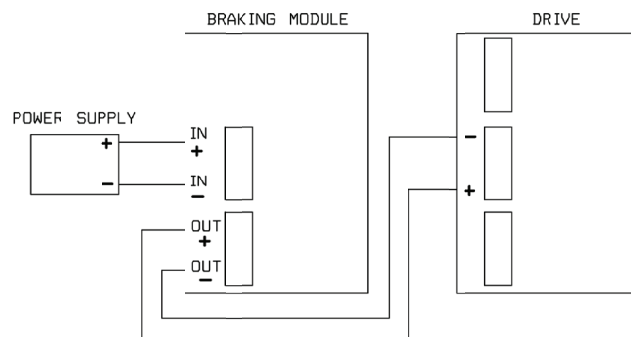 BRAKING MODULE
DRIVE
POWER SUPPLY
+
-
IN
+
IN
-
OUT
+
OUT
-
-
+